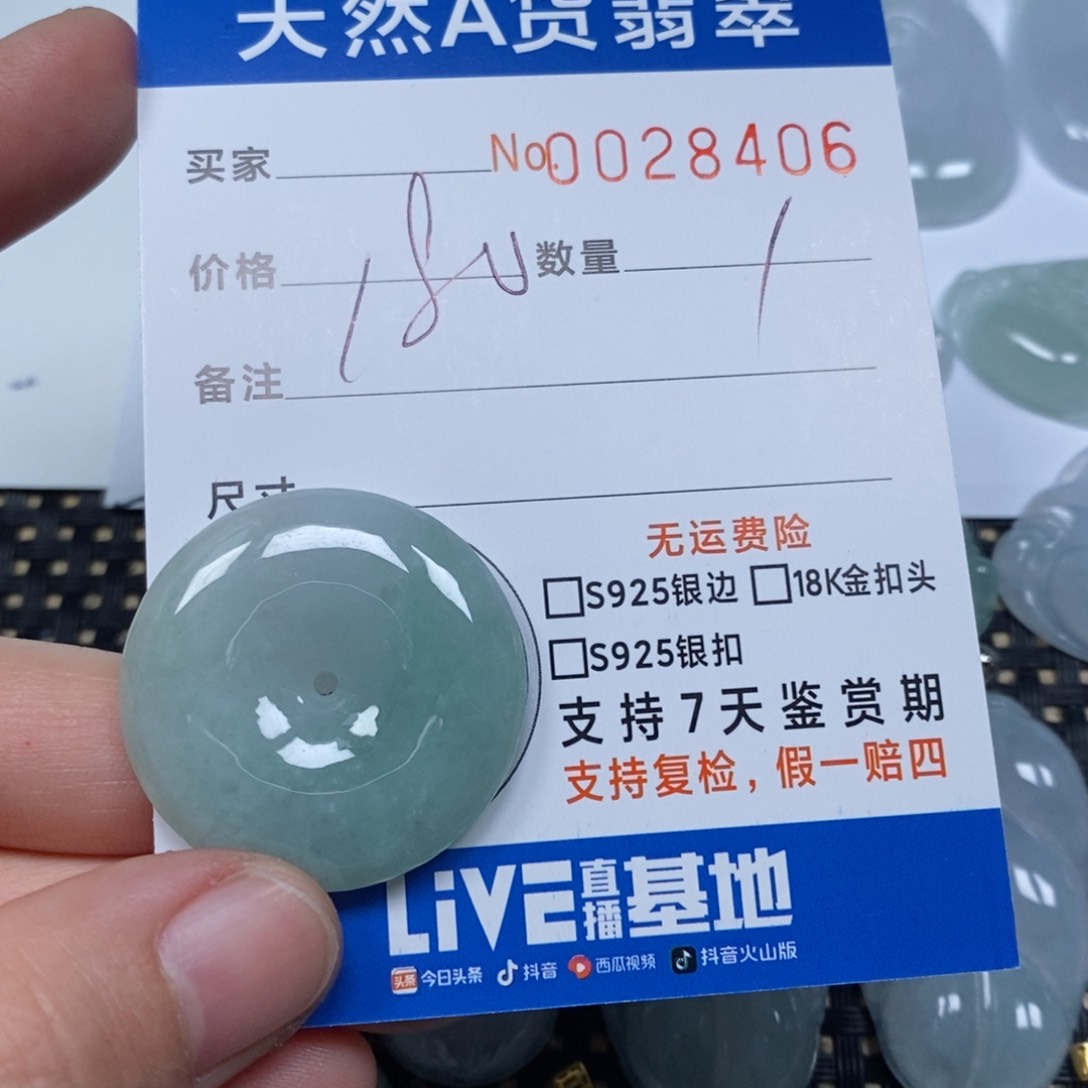 天然A货翡翠
买家 No.0028406
价格 180 数量 1
备注
尺寸
无运费险
□S925银边 □18K金扣头
□S925银扣
支持7天鉴赏期
支持复检，假一赔四
LiVE直播基地
头条 今日头条 抖音 西瓜视频 抖音火山版